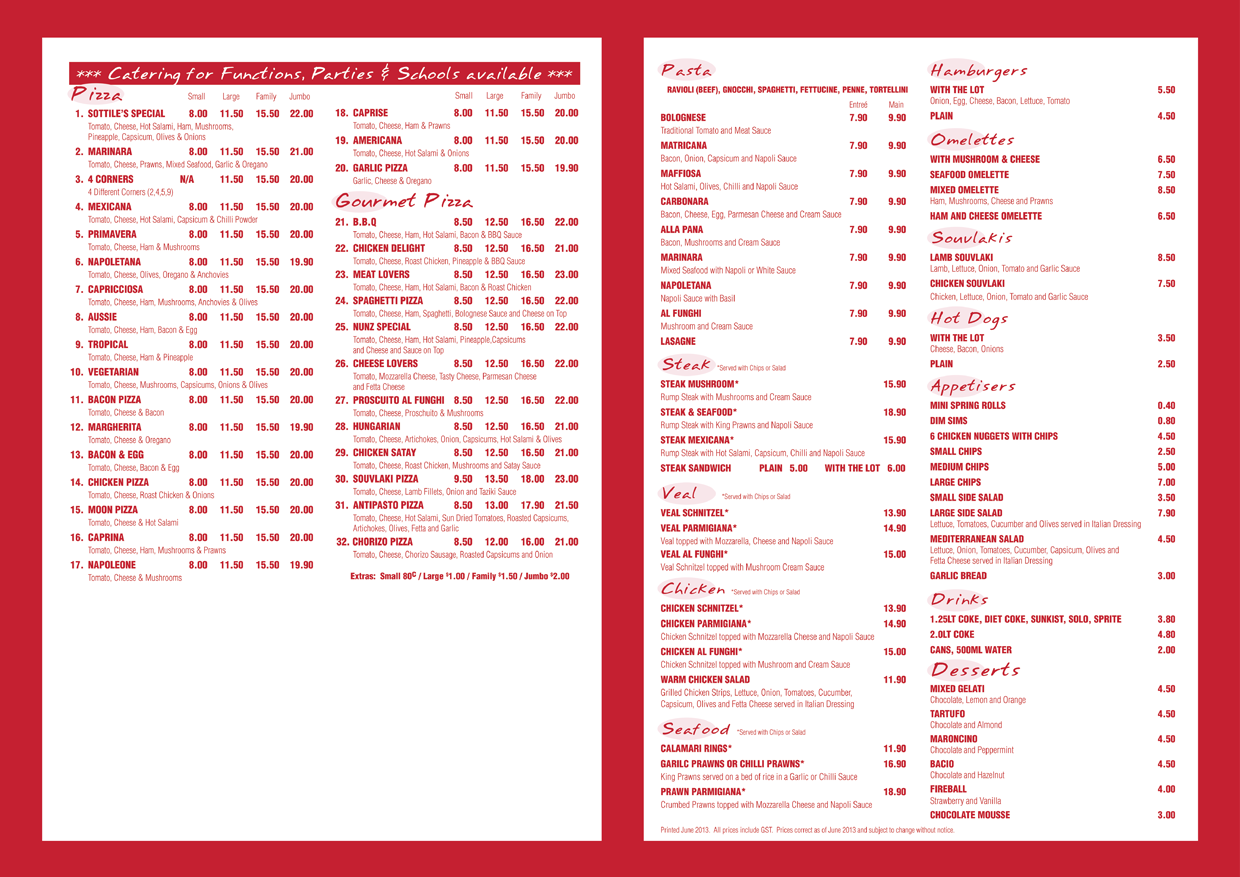 *** Catering for Functions, Parties & Schools available ***
Pizza Small Large Family Jumbo
1. SOTTILE'S SPECIAL 8.00 11.50 15.50 22.00
Tomato, Cheese, Hot Salami, Ham, Mushrooms,
Pineapple, Capsicum, Olives & Onions
2. MARINARA 8.00 11.50 15.50 21.00
Tomato, Cheese, Prawns, Mixed Seafood, Garlic & Oregano
3. 4 CORNERS N/A 11.50 15.50 20.00
4 Different Corners (2,4,5,9)
4. MEXICANA 8.00 11.50 15.50 20.00
Tomato, Cheese, Hot Salami, Capsicum & Chilli Powder
5. PRIMAVERA 8.00 11.50 15.50 20.00
Tomato, Cheese, Ham & Mushrooms
6. NAPOLETANA 8.00 11.50 15.50 19.90
Tomato, Cheese, Olives, Oregano & Anchovies
7. CAPRICCIOSA 8.00 11.50 15.50 20.00
Tomato, Cheese, Ham, Mushrooms, Anchovies & Olives
8. AUSSIE 8.00 11.50 15.50 20.00
Tomato, Cheese, Ham, Bacon & Egg
9. TROPICAL 8.00 11.50 15.50 20.00
Tomato, Cheese, Ham & Pineapple
10. VEGETARIAN 8.00 11.50 15.50 20.00
Tomato, Cheese, Mushrooms, Capsicums, Onions & Olives
11. BACON PIZZA 8.00 11.50 15.50 20.00
Tomato, Cheese & Bacon
12. MARGHERITA 8.00 11.50 15.50 19.90
Tomato, Cheese & Oregano
13. BACON & EGG 8.00 11.50 15.50 20.00
Tomato, Cheese, Bacon & Egg
14. CHICKEN PIZZA 8.00 11.50 15.50 20.00
Tomato, Cheese, Roast Chicken & Onions
15. MOON PIZZA 8.00 11.50 15.50 20.00
Tomato, Cheese & Hot Salami
16. CAPRINA 8.00 11.50 15.50 20.00
Tomato, Cheese, Ham, Mushrooms & Prawns
17. NAPOLEONE 8.00 11.50 15.50 19.90
Tomato, Cheese & Mushrooms
Small Large Family Jumbo
18. CAPRISE 8.00 11.50 15.50 20.00
Tomato, Cheese, Ham & Prawns
19. AMERICANA 8.00 11.50 15.50 20.00
Tomato, Cheese, Hot Salami & Onions
20. GARLIC PIZZA 8.00 11.50 15.50 19.90
Garlic, Cheese & Oregano
Gourmet Pizza
21. B.B.Q 8.50 12.50 16.50 22.00
Tomato, Cheese, Ham, Hot Salami, Bacon & BBQ Sauce
22. CHICKEN DELIGHT 8.50 12.50 16.50 21.00
Tomato, Cheese, Roast Chicken, Pineapple & BBQ Sauce
23. MEAT LOVERS 8.50 12.50 16.50 23.00
Tomato, Cheese, Ham, Hot Salami, Bacon & Roast Chicken
24. SPAGHETTI PIZZA 8.50 12.50 16.50 22.00
Tomato, Cheese, Ham, Spaghetti, Bolognese Sauce and Cheese on Top
25. NUNZ SPECIAL 8.50 12.50 16.50 22.00
Tomato, Cheese, Ham, Hot Salami, Pineapple,Capsicums
and Cheese and Sauce on Top
26. CHEESE LOVERS 8.50 12.50 16.50 22.00
Tomato, Mozzarella Cheese, Tasty Cheese, Parmesan Cheese
and Fetta Cheese
27. PROSCUITO AL FUNGHI 8.50 12.50 16.50 22.00
Tomato, Cheese, Proschuito & Mushrooms
28. HUNGARIAN 8.50 12.50 16.50 21.00
Tomato, Cheese, Artichokes, Onion, Capsicums, Hot Salami & Olives
29. CHICKEN SATAY 8.50 12.50 16.50 21.00
Tomato, Cheese, Roast Chicken, Mushrooms and Satay Sauce
30. SOUVLAKI PIZZA 9.50 13.50 18.00 23.00
Tomato, Cheese, Lamb Fillets, Onion and Taziki Sauce
31. ANTIPASTO PIZZA 8.50 13.00 17.90 21.50
Tomato, Cheese, Hot Salami, Sun Dried Tomatoes, Roasted Capsicums,
Artichokes, Olives, Fetta and Garlic
32. CHORIZO PIZZA 8.50 12.00 16.00 21.00
Tomato, Cheese, Chorizo Sausage, Roasted Capsicums and Onion
Extras: Small 80c / Large $1.00 / Family $1.50 / Jumbo $2.00
Pasta
RAVIOLI (BEEF), GNOCCHI, SPAGHETTI, FETTUCINE, PENNE, TORTELLINI
Entreé Main
BOLOGNESE 7.90 9.90
Traditional Tomato and Meat Sauce
MATRICANA 7.90 9.90
Bacon, Onion, Capsicum and Napoli Sauce
MAFFIOSA 7.90 9.90
Hot Salami, Olives, Chilli and Napoli Sauce
CARBONARA 7.90 9.90
Bacon, Cheese, Egg, Parmesan Cheese and Cream Sauce
ALLA PANA 7.90 9.90
Bacon, Mushrooms and Cream Sauce
MARINARA 7.90 9.90
Mixed Seafood with Napoli or White Sauce
NAPOLETANA 7.90 9.90
Napoli Sauce with Basil
AL FUNGHI 7.90 9.90
Mushroom and Cream Sauce
LASAGNE 7.90 9.90
Steak *Served with Chips or Salad
STEAK MUSHROOM* 15.90
Rump Steak with Mushrooms and Cream Sauce
STEAK & SEAFOOD* 18.90
Rump Steak with King Prawns and Napoli Sauce
STEAK MEXICANA* 15.90
Rump Steak with Hot Salami, Capsicum, Chilli and Napoli Sauce
STEAK SANDWICH PLAIN 5.00 WITH THE LOT 6.00
Veal *Served with Chips or Salad
VEAL SCHNITZEL* 13.90
VEAL PARMIGIANA* 14.90
Veal topped with Mozzarella, Cheese and Napoli Sauce
VEAL AL FUNGHI* 15.00
Veal Schnitzel topped with Mushroom Cream Sauce
Chicken *Served with Chips or Salad
CHICKEN SCHNITZEL* 13.90
CHICKEN PARMIGIANA* 14.90
Chicken Schnitzel topped with Mozzarella Cheese and Napoli Sauce
CHICKEN AL FUNGHI* 15.00
Chicken Schnitzel topped with Mushroom and Cream Sauce
WARM CHICKEN SALAD 11.90
Grilled Chicken Strips, Lettuce, Onion, Tomatoes, Cucumber,
Capsicum, Olives and Fetta Cheese served in Italian Dressing
Seafood *Served with Chips or Salad
CALAMARI RINGS* 11.90
GARILC PRAWNS OR CHILLI PRAWNS* 16.90
King Prawns served on a bed of rice in a Garlic or Chilli Sauce
PRAWN PARMIGIANA* 18.90
Crumbed Prawns topped with Mozzarella Cheese and Napoli Sauce
Hamburgers
WITH THE LOT 5.50
Onion, Egg, Cheese, Bacon, Lettuce, Tomato
PLAIN 4.50
Omelettes
WITH MUSHROOM & CHEESE 6.50
SEAFOOD OMELETTE 7.50
MIXED OMELETTE 8.50
Ham, Mushrooms, Cheese and Prawns
HAM AND CHEESE OMELETTE 6.50
Souvlakis
LAMB SOUVLAKI 8.50
Lamb, Lettuce, Onion, Tomato and Garlic Sauce
CHICKEN SOUVLAKI 7.50
Chicken, Lettuce, Onion, Tomato and Garlic Sauce
Hot Dogs
WITH THE LOT 3.50
Cheese, Bacon, Onions
PLAIN 2.50
Appetisers
MINI SPRING ROLLS 0.40
DIM SIMS 0.80
6 CHICKEN NUGGETS WITH CHIPS 4.50
SMALL CHIPS 2.50
MEDIUM CHIPS 5.00
LARGE CHIPS 7.00
SMALL SIDE SALAD 3.50
LARGE SIDE SALAD 7.90
Lettuce, Tomatoes, Cucumber and Olives served in Italian Dressing
MEDITERRANEAN SALAD 4.50
Lettuce, Onion, Tomatoes, Cucumber, Capsicum, Olives and
Fetta Cheese served in Italian Dressing
GARLIC BREAD 3.00
Drinks
1.25LT COKE, DIET COKE, SUNKIST, SOLO, SPRITE 3.80
2.0LT COKE 4.80
CANS, 500ML WATER 2.00
Desserts
MIXED GELATI 4.50
Chocolate, Lemon and Orange
TARTUFO 4.50
Chocolate and Almond
MARONCINO 4.50
Chocolate and Peppermint
BACIO 4.50
Chocolate and Hazelnut
FIREBALL 4.00
Strawberry and Vanilla
CHOCOLATE MOUSSE 3.00
Printed June 2013. All prices include GST. Prices correct as of June 2013 and subject to change without notice.